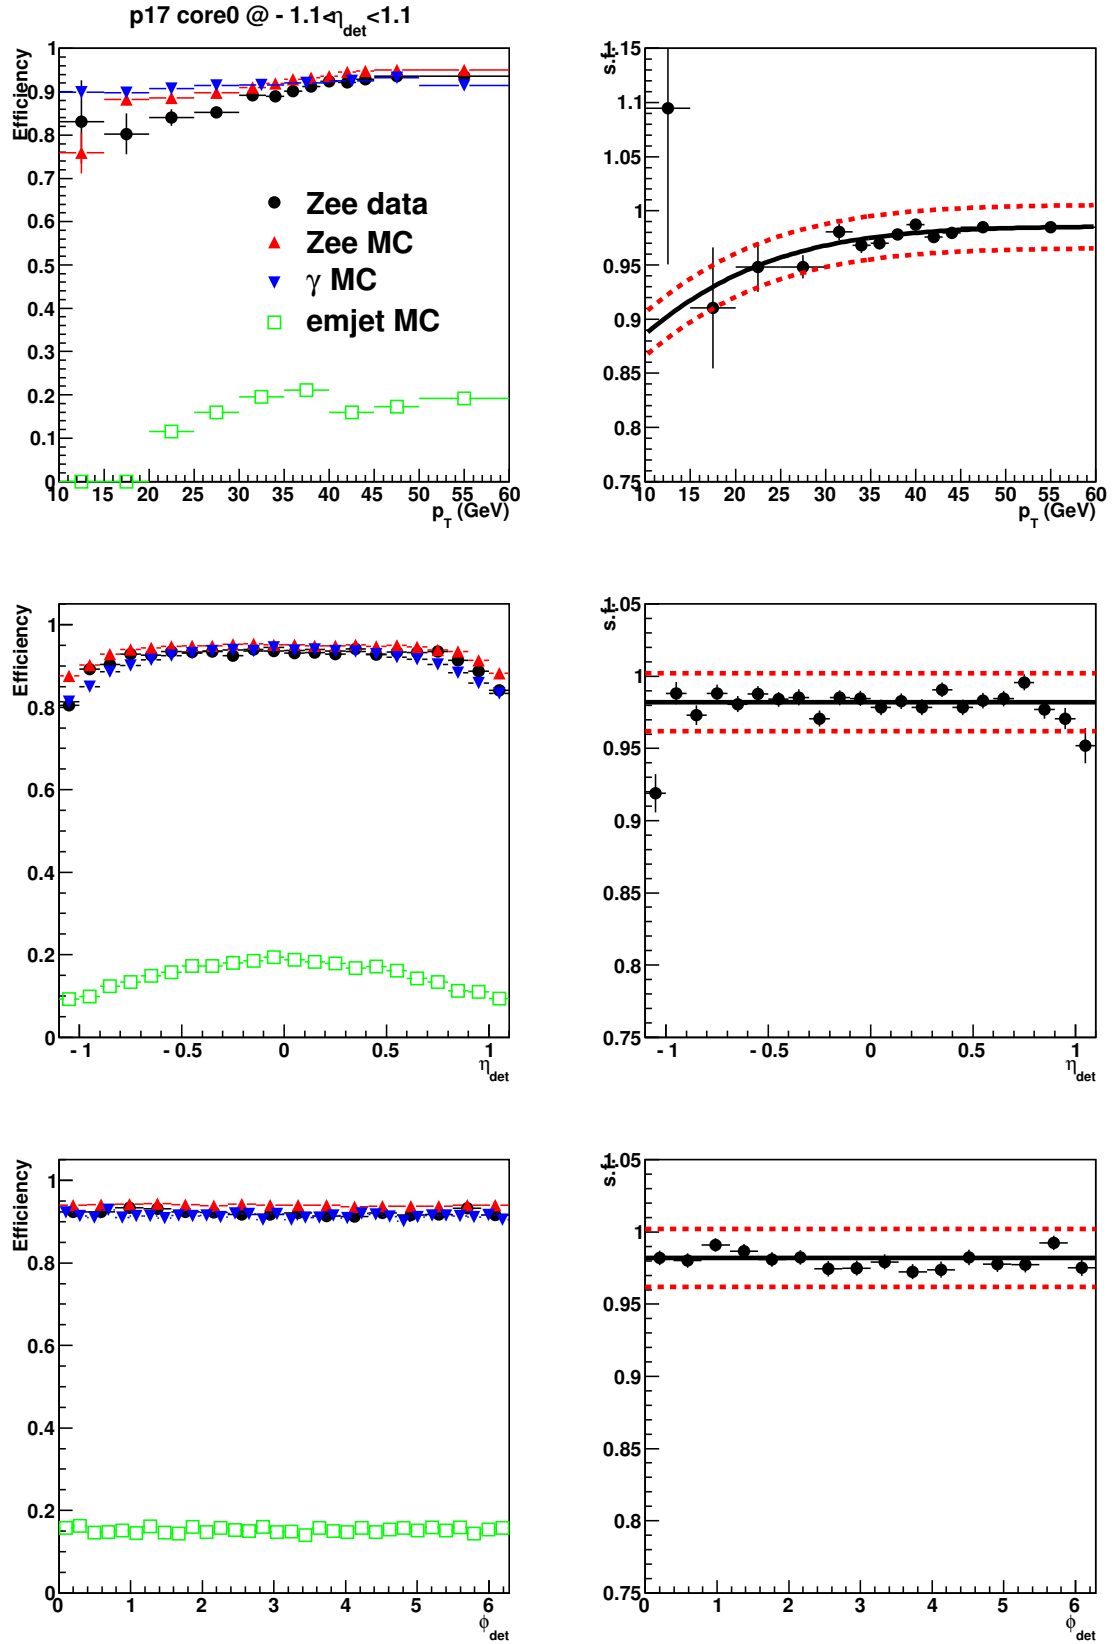 p17 core0 @ - 1.1<η_det<1.1
Efficiency
1
0.9
0.8
0.7
0.6
0.5
0.4
0.3
0.2
0.1
0
10 15 20 25 30 35 40 45 50 55 60
p_T (GeV)
Zee data
Zee MC
γ MC
emjet MC
s.f.
1.15
1.1
1.05
1
0.95
0.9
0.85
0.8
0.75
10 15 20 25 30 35 40 45 50 55 60
p_T (GeV)
Efficiency
1
0.8
0.6
0.4
0.2
0
- 1 - 0.5 0 0.5 1
η_det
s.f.
1.05
1
0.95
0.9
0.85
0.8
0.75
- 1 - 0.5 0 0.5 1
η_det
Efficiency
1
0.8
0.6
0.4
0.2
0
0 1 2 3 4 5 6
ϕ_det
s.f.
1.05
1
0.95
0.9
0.85
0.8
0.75
0 1 2 3 4 5 6
ϕ_det